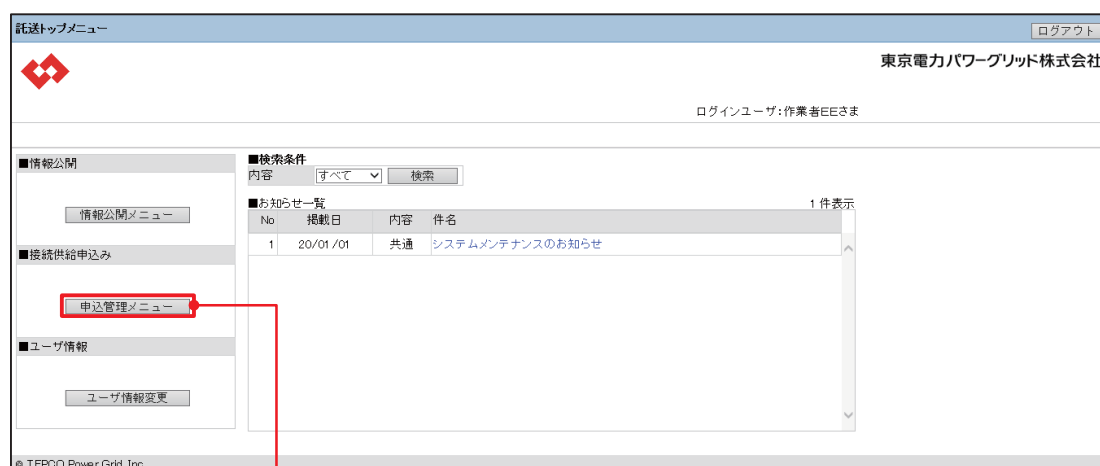 託送トップメニュー
ログアウト
東京電力パワーグリッド株式会社
ログインユーザ:作業者EEさま
■情報公開
情報公開メニュー
■接続供給申込み
申込管理メニュー
■ユーザ情報
ユーザ情報変更
■検索条件
内容 すべて 検索
■お知らせ一覧 1 件表示
No 掲載日 内容 件名
1 20/01/01 共通 システムメンテナンスのお知らせ
© TEPCO Power Grid, Inc.